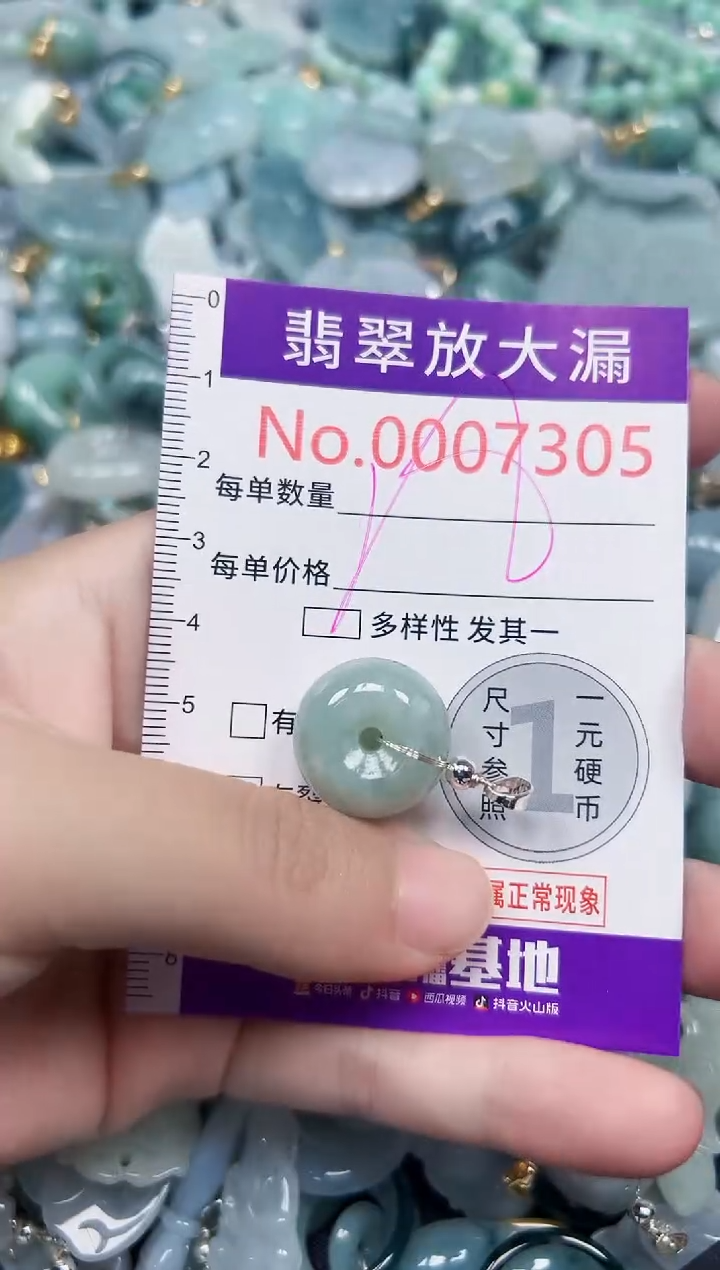 0
翡翠放大漏
1
No.0007305
2
每单数量
3
每单价格
4
多样性 发其一
5
有
尺寸参照
1
一元硬币
属正常现象
6
基地
今日头条 抖音 西瓜视频 抖音火山版